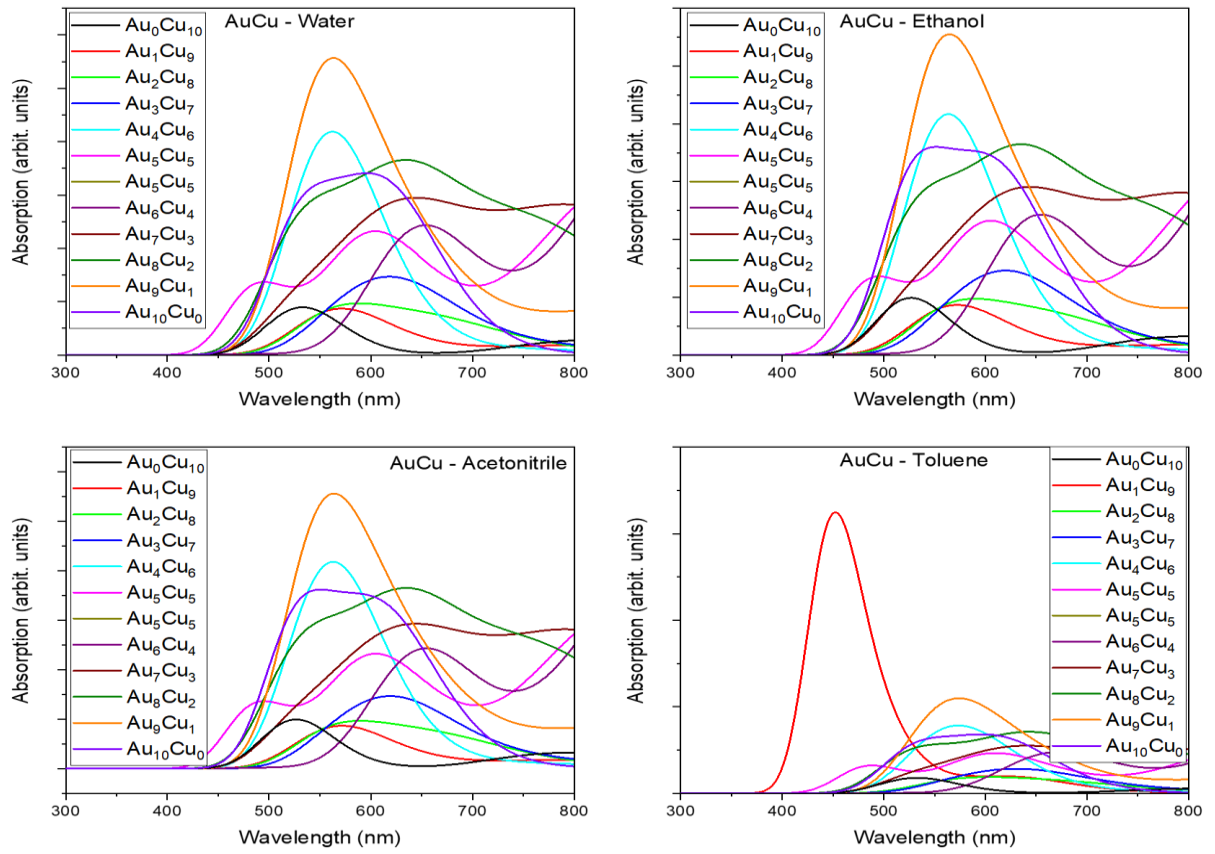 AuCu - Water
Absorption (arbit. units)
Au0Cu10
Au1Cu9
Au2Cu8
Au3Cu7
Au4Cu6
Au5Cu5
Au5Cu5
Au6Cu4
Au7Cu3
Au8Cu2
Au9Cu1
Au10Cu0
300 400 500 600 700 800
Wavelength (nm)
AuCu - Ethanol
Absorption (arbit. units)
Au0Cu10
Au1Cu9
Au2Cu8
Au3Cu7
Au4Cu6
Au5Cu5
Au5Cu5
Au6Cu4
Au7Cu3
Au8Cu2
Au9Cu1
Au10Cu0
300 400 500 600 700 800
Wavelength (nm)
AuCu - Acetonitrile
Absorption (arbit. units)
Au0Cu10
Au1Cu9
Au2Cu8
Au3Cu7
Au4Cu6
Au5Cu5
Au5Cu5
Au6Cu4
Au7Cu3
Au8Cu2
Au9Cu1
Au10Cu0
300 400 500 600 700 800
Wavelength (nm)
AuCu - Toluene
Absorption (arbit. units)
Au0Cu10
Au1Cu9
Au2Cu8
Au3Cu7
Au4Cu6
Au5Cu5
Au5Cu5
Au6Cu4
Au7Cu3
Au8Cu2
Au9Cu1
Au10Cu0
300 400 500 600 700 800
Wavelength (nm)